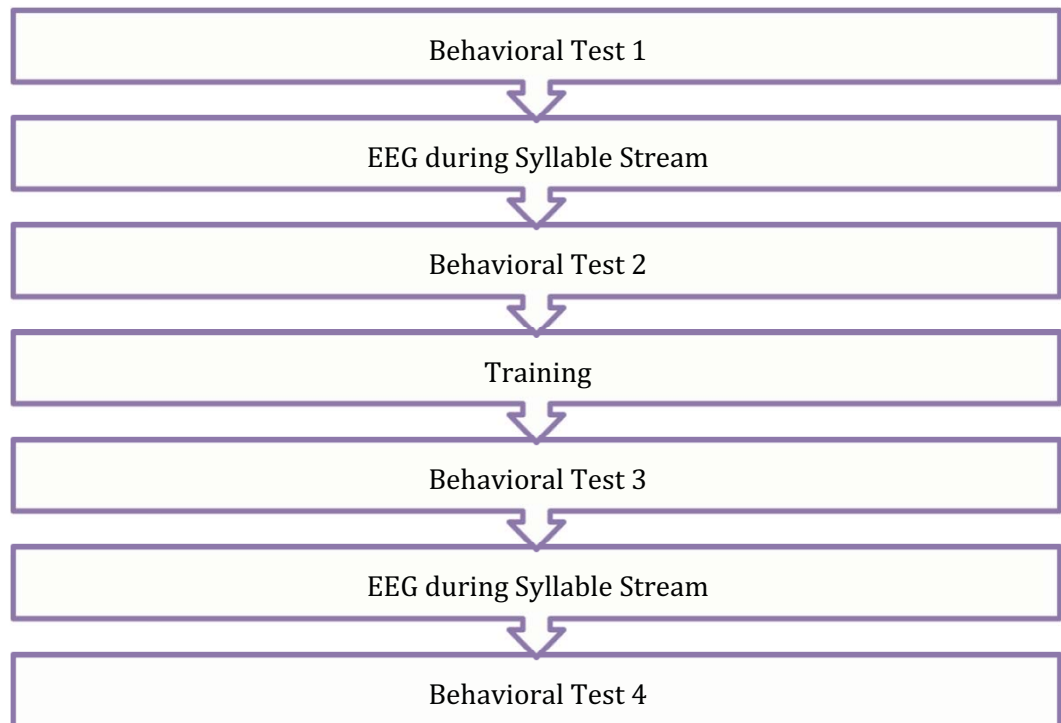 Behavioral Test 1
EEG during Syllable Stream
Behavioral Test 2
Training
Behavioral Test 3
EEG during Syllable Stream
Behavioral Test 4